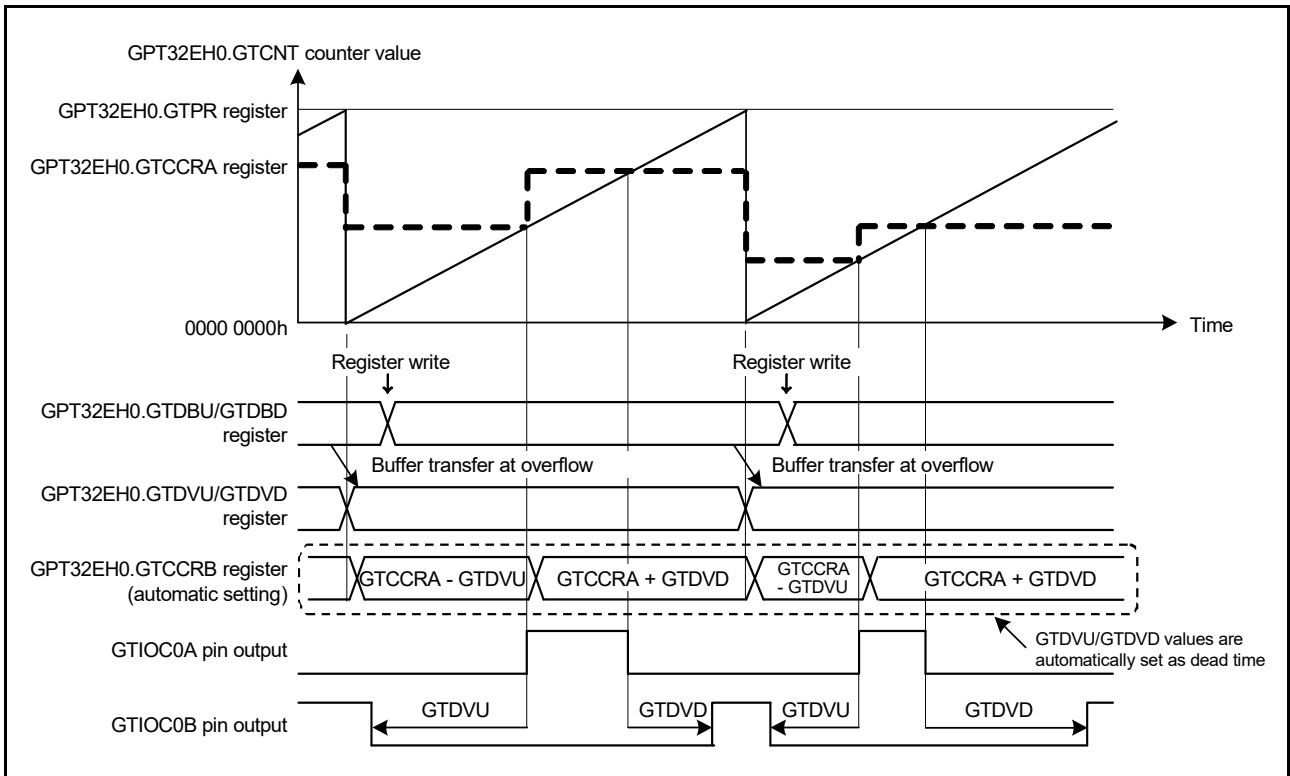 GPT32EH0.GTCNT counter value
GPT32EH0.GTPR register
GPT32EH0.GTCCRA register
0000 0000h
Time
Register write
Register write
GPT32EH0.GTDBU/GTDBD
register
Buffer transfer at overflow
Buffer transfer at overflow
GPT32EH0.GTDVU/GTDVD
register
GPT32EH0.GTCCRB register
(automatic setting)
GTCCRA - GTDVU
GTCCRA + GTDVD
GTCCRA
- GTDVU
GTCCRA + GTDVD
GTDVU/GTDVD values are
automatically set as dead time
GTIOC0A pin output
GTIOC0B pin output
GTDVU
GTDVD
GTDVU
GTDVD